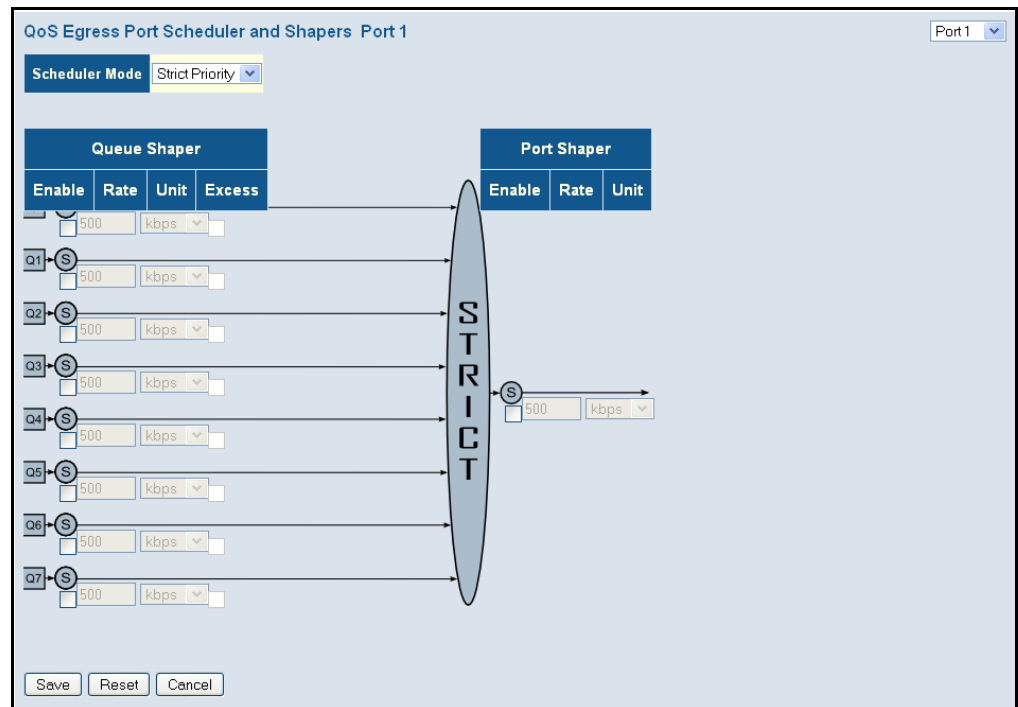 QoS Egress Port Scheduler and Shapers Port 1
Port 1
Scheduler Mode Strict Priority
Queue Shaper
Port Shaper
Enable Rate Unit Excess
Enable Rate Unit
500 kbps
Q1 S
500 kbps
Q2 S
500 kbps
Q3 S
500 kbps
Q4 S
500 kbps
Q5 S
500 kbps
Q6 S
500 kbps
Q7 S
500 kbps
STRICT
S
500 kbps
Save Reset Cancel